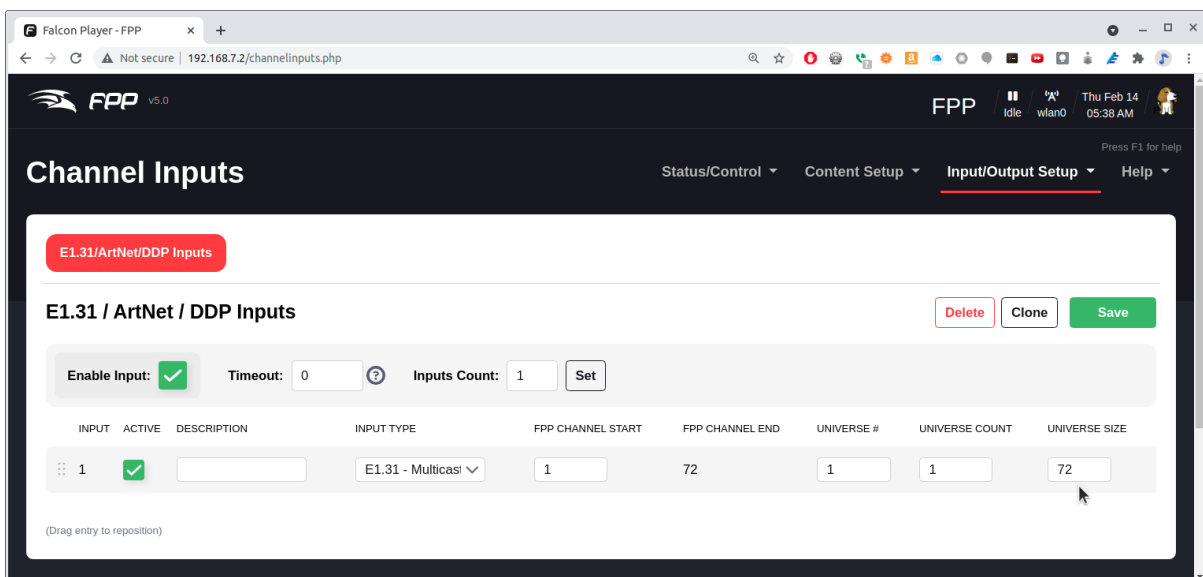 Falcon Player - FPP
Not secure | 192.168.7.2/channelinputs.php
FPP v5.0
FPP
Idle
wlan0
Thu Feb 14
05:38 AM
Press F1 for help
Channel Inputs
Status/Control
Content Setup
Input/Output Setup
Help
E1.31/ArtNet/DDP Inputs
E1.31 / ArtNet / DDP Inputs
Delete
Clone
Save
Enable Input:
Timeout: 0
Inputs Count: 1
Set
INPUT ACTIVE DESCRIPTION INPUT TYPE FPP CHANNEL START FPP CHANNEL END UNIVERSE # UNIVERSE COUNT UNIVERSE SIZE
1 E1.31 - Multicast 1 72 1 1 72
(Drag entry to reposition)